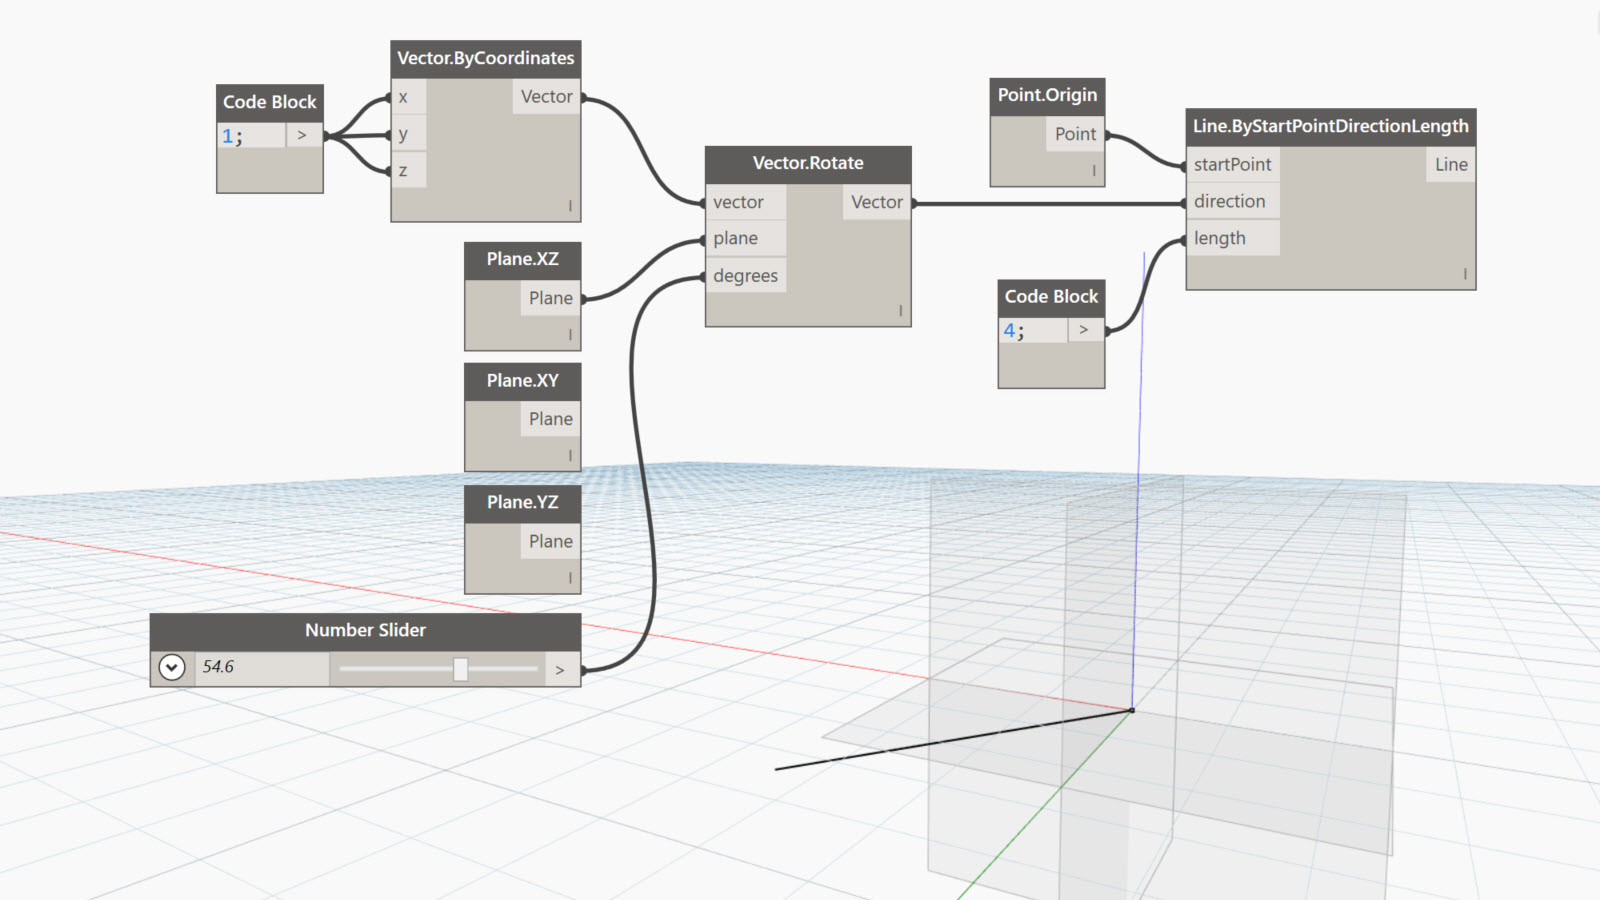 Code Block
1;
>
Vector.ByCoordinates
x
Vector
y
z
Plane.XZ
Plane
Plane.XY
Plane
Plane.YZ
Plane
Number Slider
54.6
>
Vector.Rotate
vector
Vector
plane
degrees
Point.Origin
Point
Code Block
4;
>
Line.ByStartPointDirectionLength
startPoint
Line
direction
length